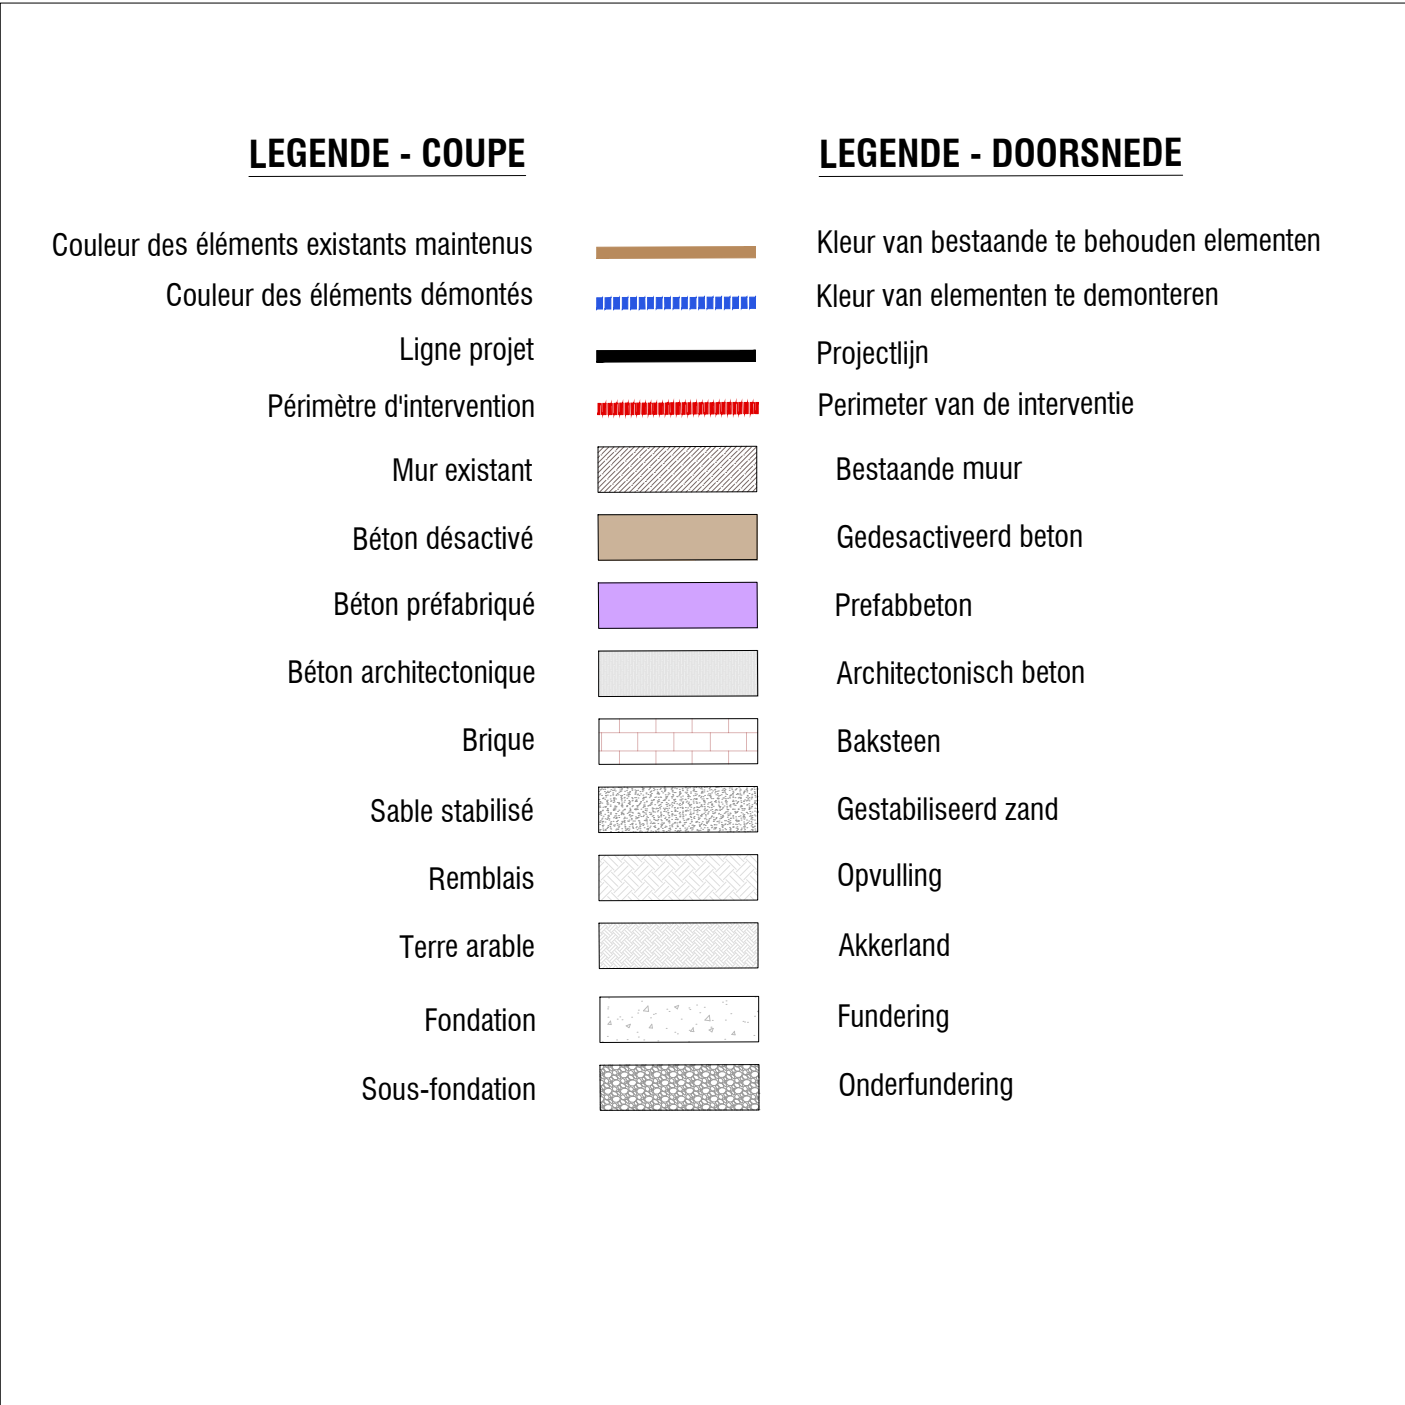 LEGENDE - COUPE
LEGENDE - DOORSNEDE
Couleur des éléments existants maintenus
Kleur van bestaande te behouden elementen
Couleur des éléments démontés
Kleur van elementen te demonteren
Ligne projet
Projectlijn
Périmètre d'intervention
Perimeter van de interventie
Mur existant
Bestaande muur
Béton désactivé
Gedesactiveerd beton
Béton préfabriqué
Prefabbeton
Béton architectonique
Architectonisch beton
Brique
Baksteen
Sable stabilisé
Gestabiliseerd zand
Remblais
Opvulling
Terre arable
Akkerland
Fondation
Fundering
Sous-fondation
Onderfundering